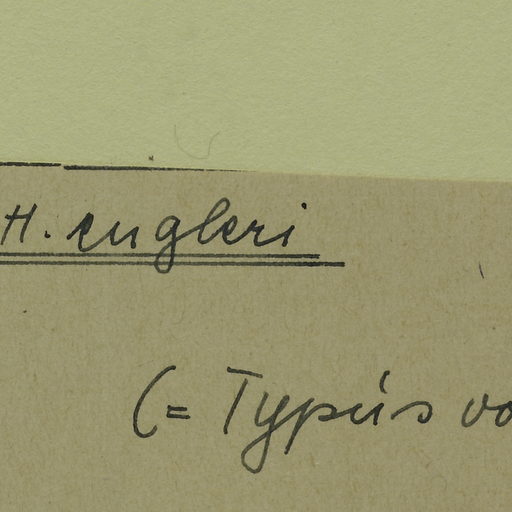 H. engleri
(= Typus vo